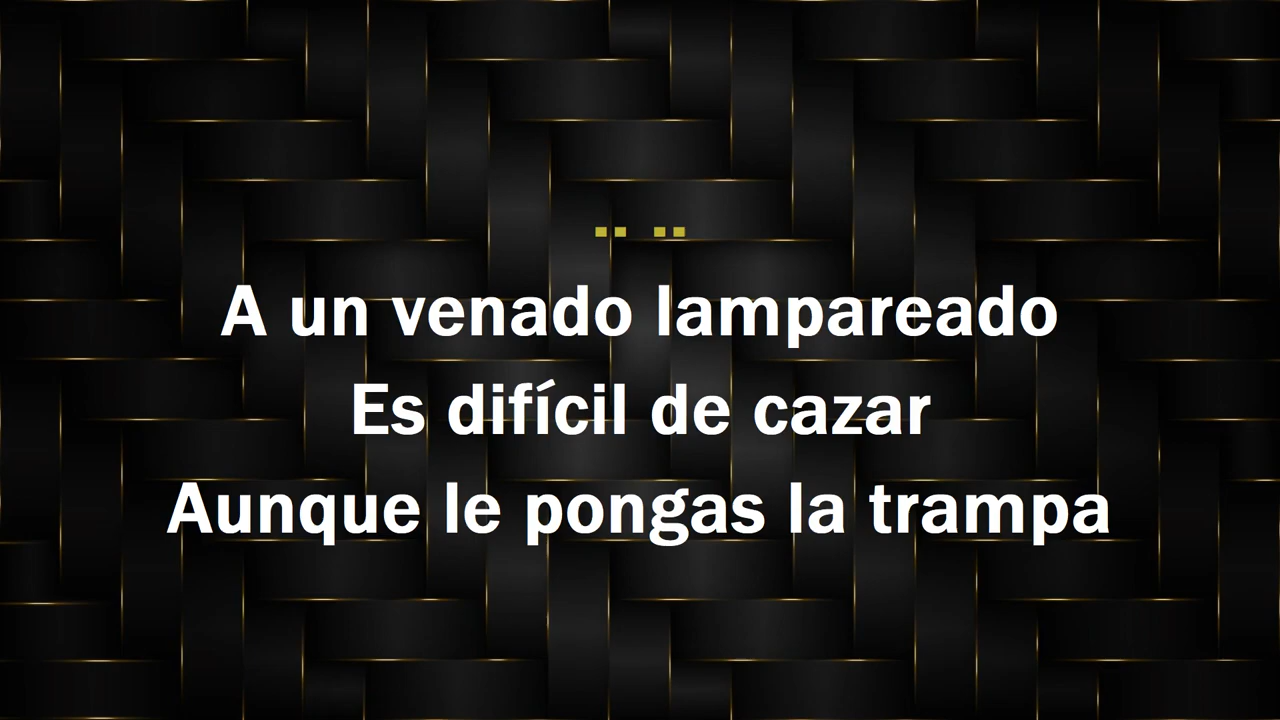 A un venado lampareado
Es difícil de cazar
Aunque le pongas la trampa